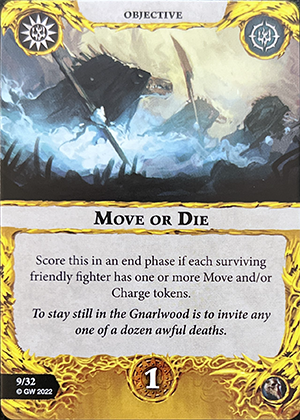 OBJECTIVE
MOVE OR DIE
Score this in an end phase if each surviving
friendly fighter has one or more Move and/or
Charge tokens.
To stay still in the Gnarlwood is to invite any
one of a dozen awful deaths.
9/32
© GW 2022
1